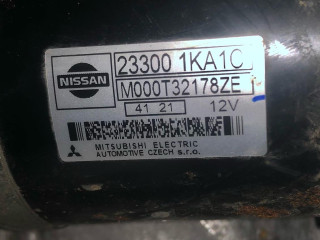 NISSAN
23300 1KA1C
M000T32178ZE
41 21 12V
MITSUBISHI ELECTRIC
AUTOMOTIVE CZECH s.r.o.